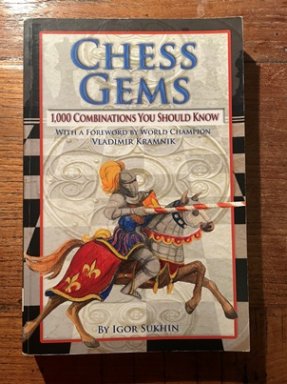 CHESS
GEMS
1,000 COMBINATIONS YOU SHOULD KNOW
WITH A FOREWORD BY WORLD CHAMPION
VLADIMIR KRAMNIK
BY IGOR SUKHIN